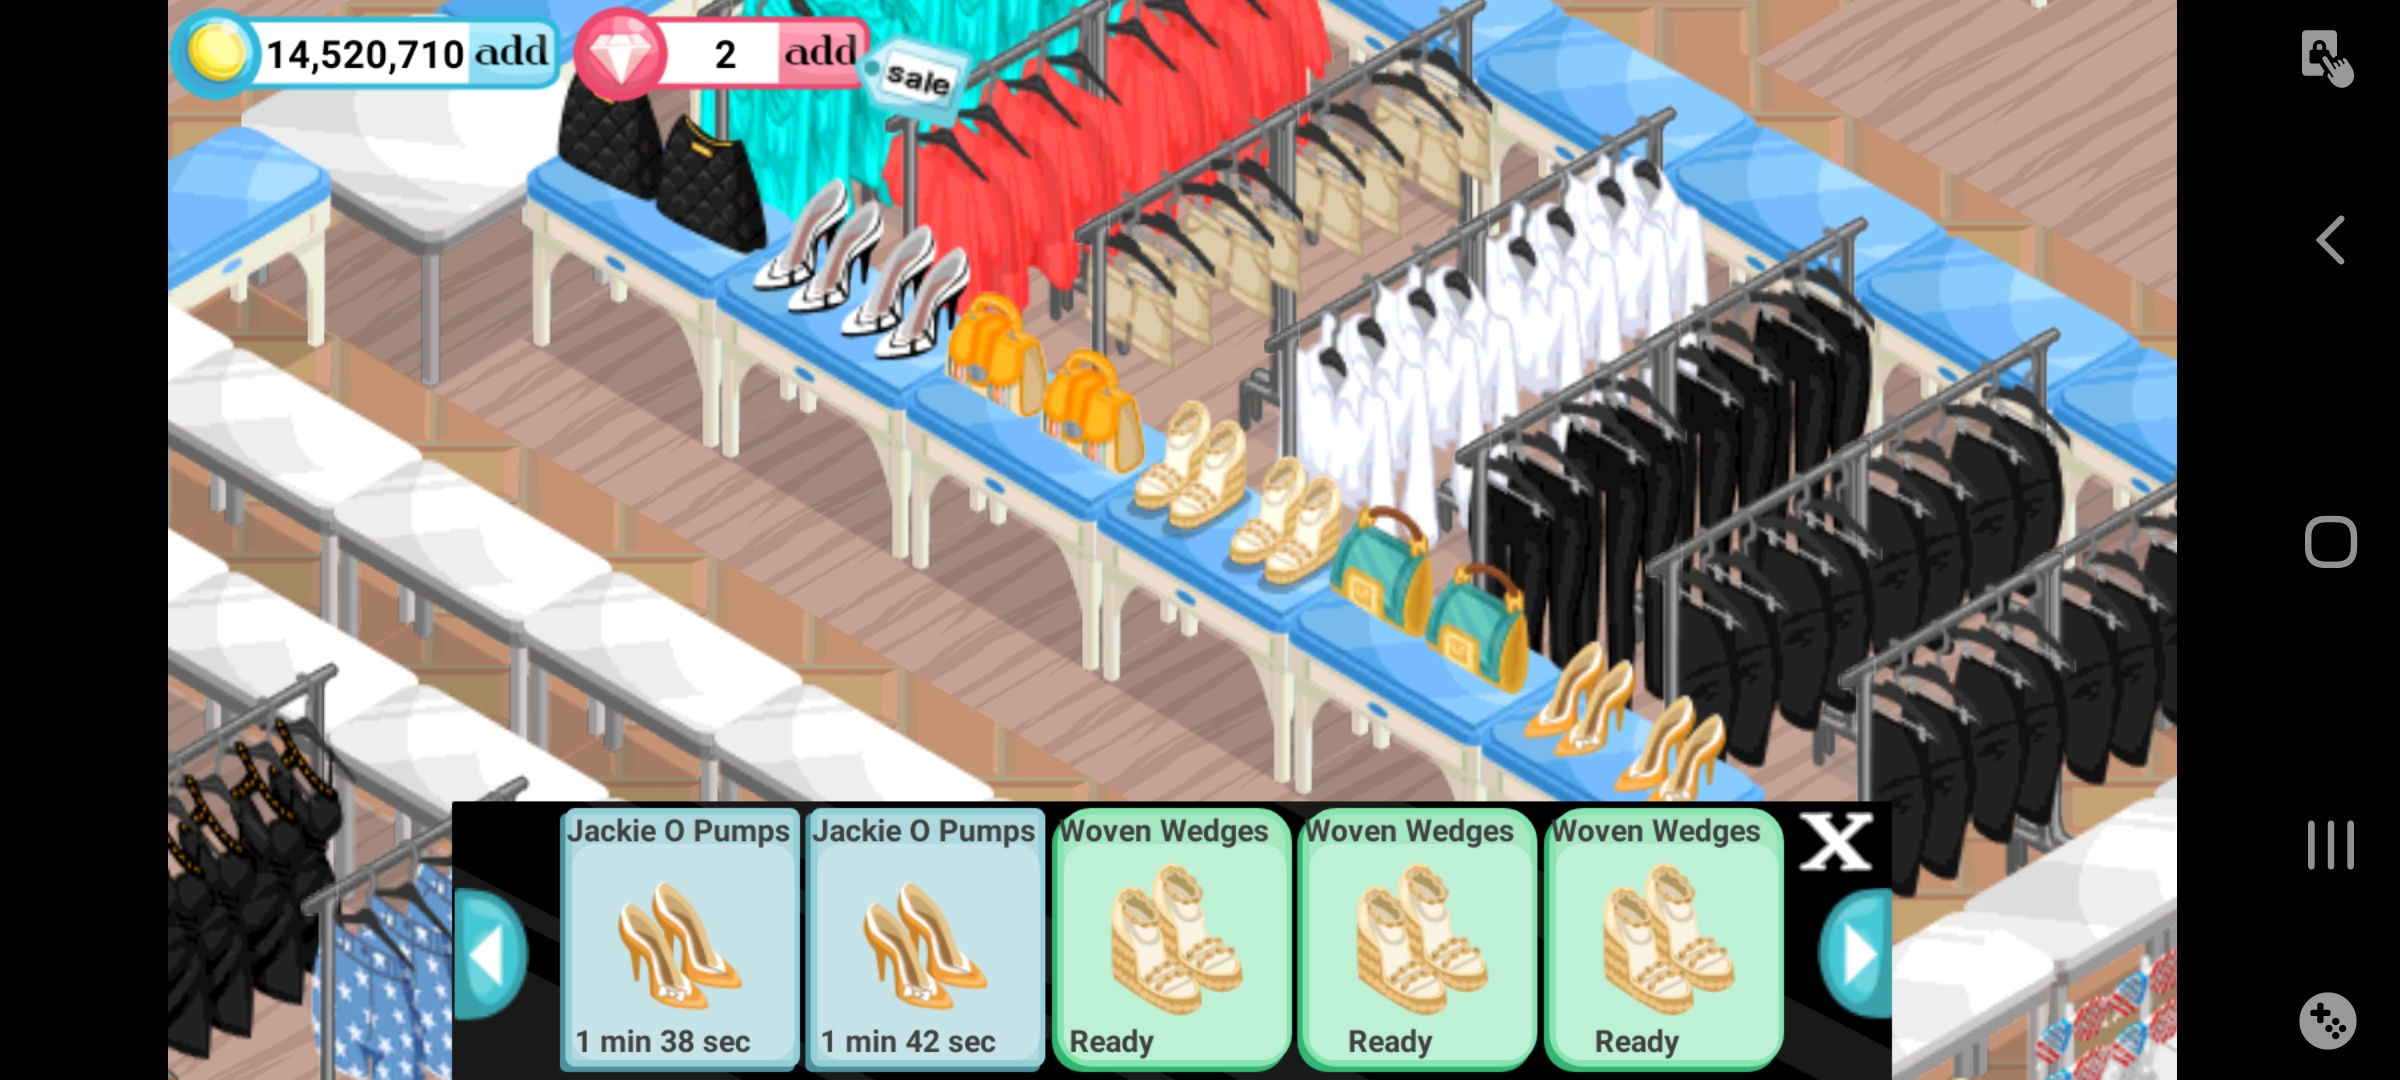 14,520,710 add
2 add
sale
Jackie O Pumps
1 min 38 sec
Jackie O Pumps
1 min 42 sec
Woven Wedges
Ready
Woven Wedges
Ready
Woven Wedges
Ready
X